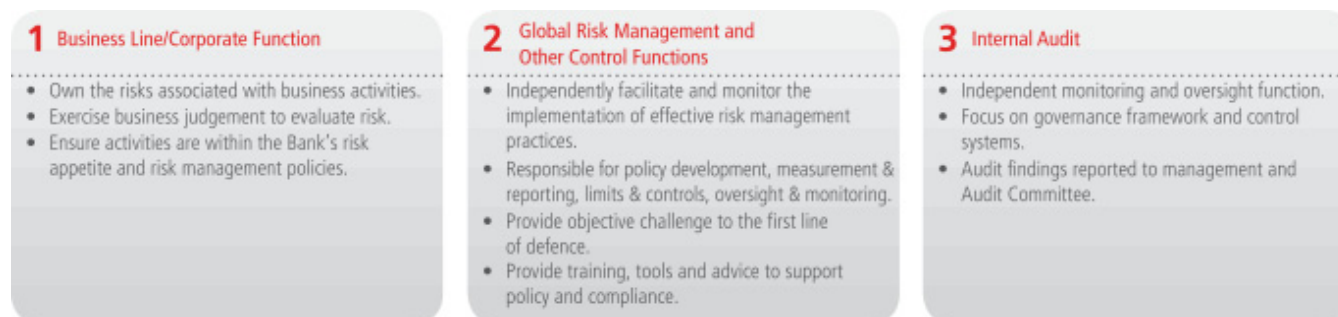 1 Business Line/Corporate Function
• Own the risks associated with business activities.
• Exercise business judgement to evaluate risk.
• Ensure activities are within the Bank's risk
appetite and risk management policies.
2 Global Risk Management and
Other Control Functions
• Independently facilitate and monitor the
implementation of effective risk management
practices.
• Responsible for policy development, measurement &
reporting, limits & controls, oversight & monitoring.
• Provide objective challenge to the first line
of defence.
• Provide training, tools and advice to support
policy and compliance.
3 Internal Audit
• Independent monitoring and oversight function.
• Focus on governance framework and control
systems.
• Audit findings reported to management and
Audit Committee.